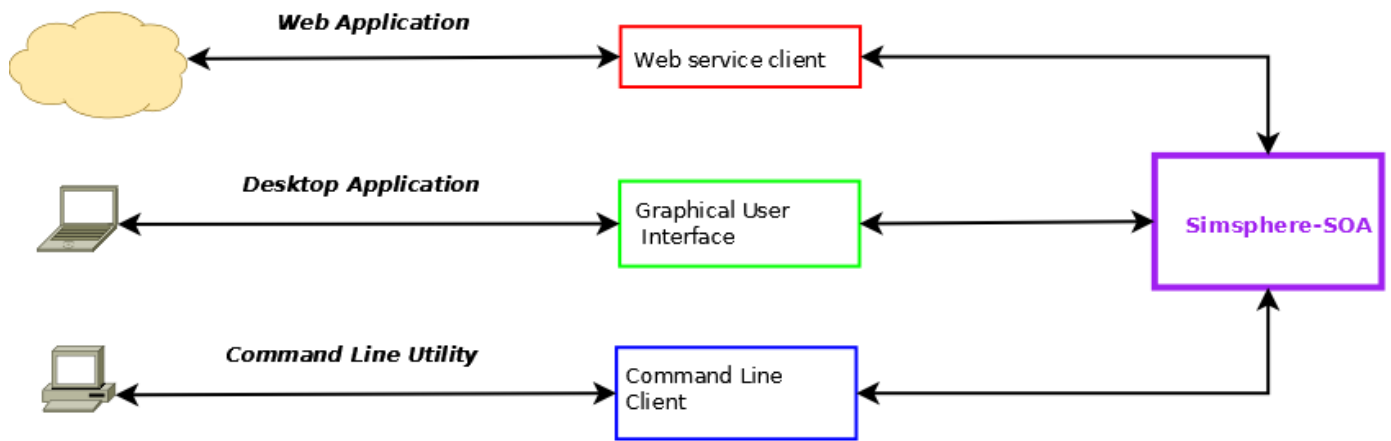 Web Application
Web service client
Desktop Application
Graphical User
Interface
Simsphere-SOA
Command Line Utility
Command Line
Client